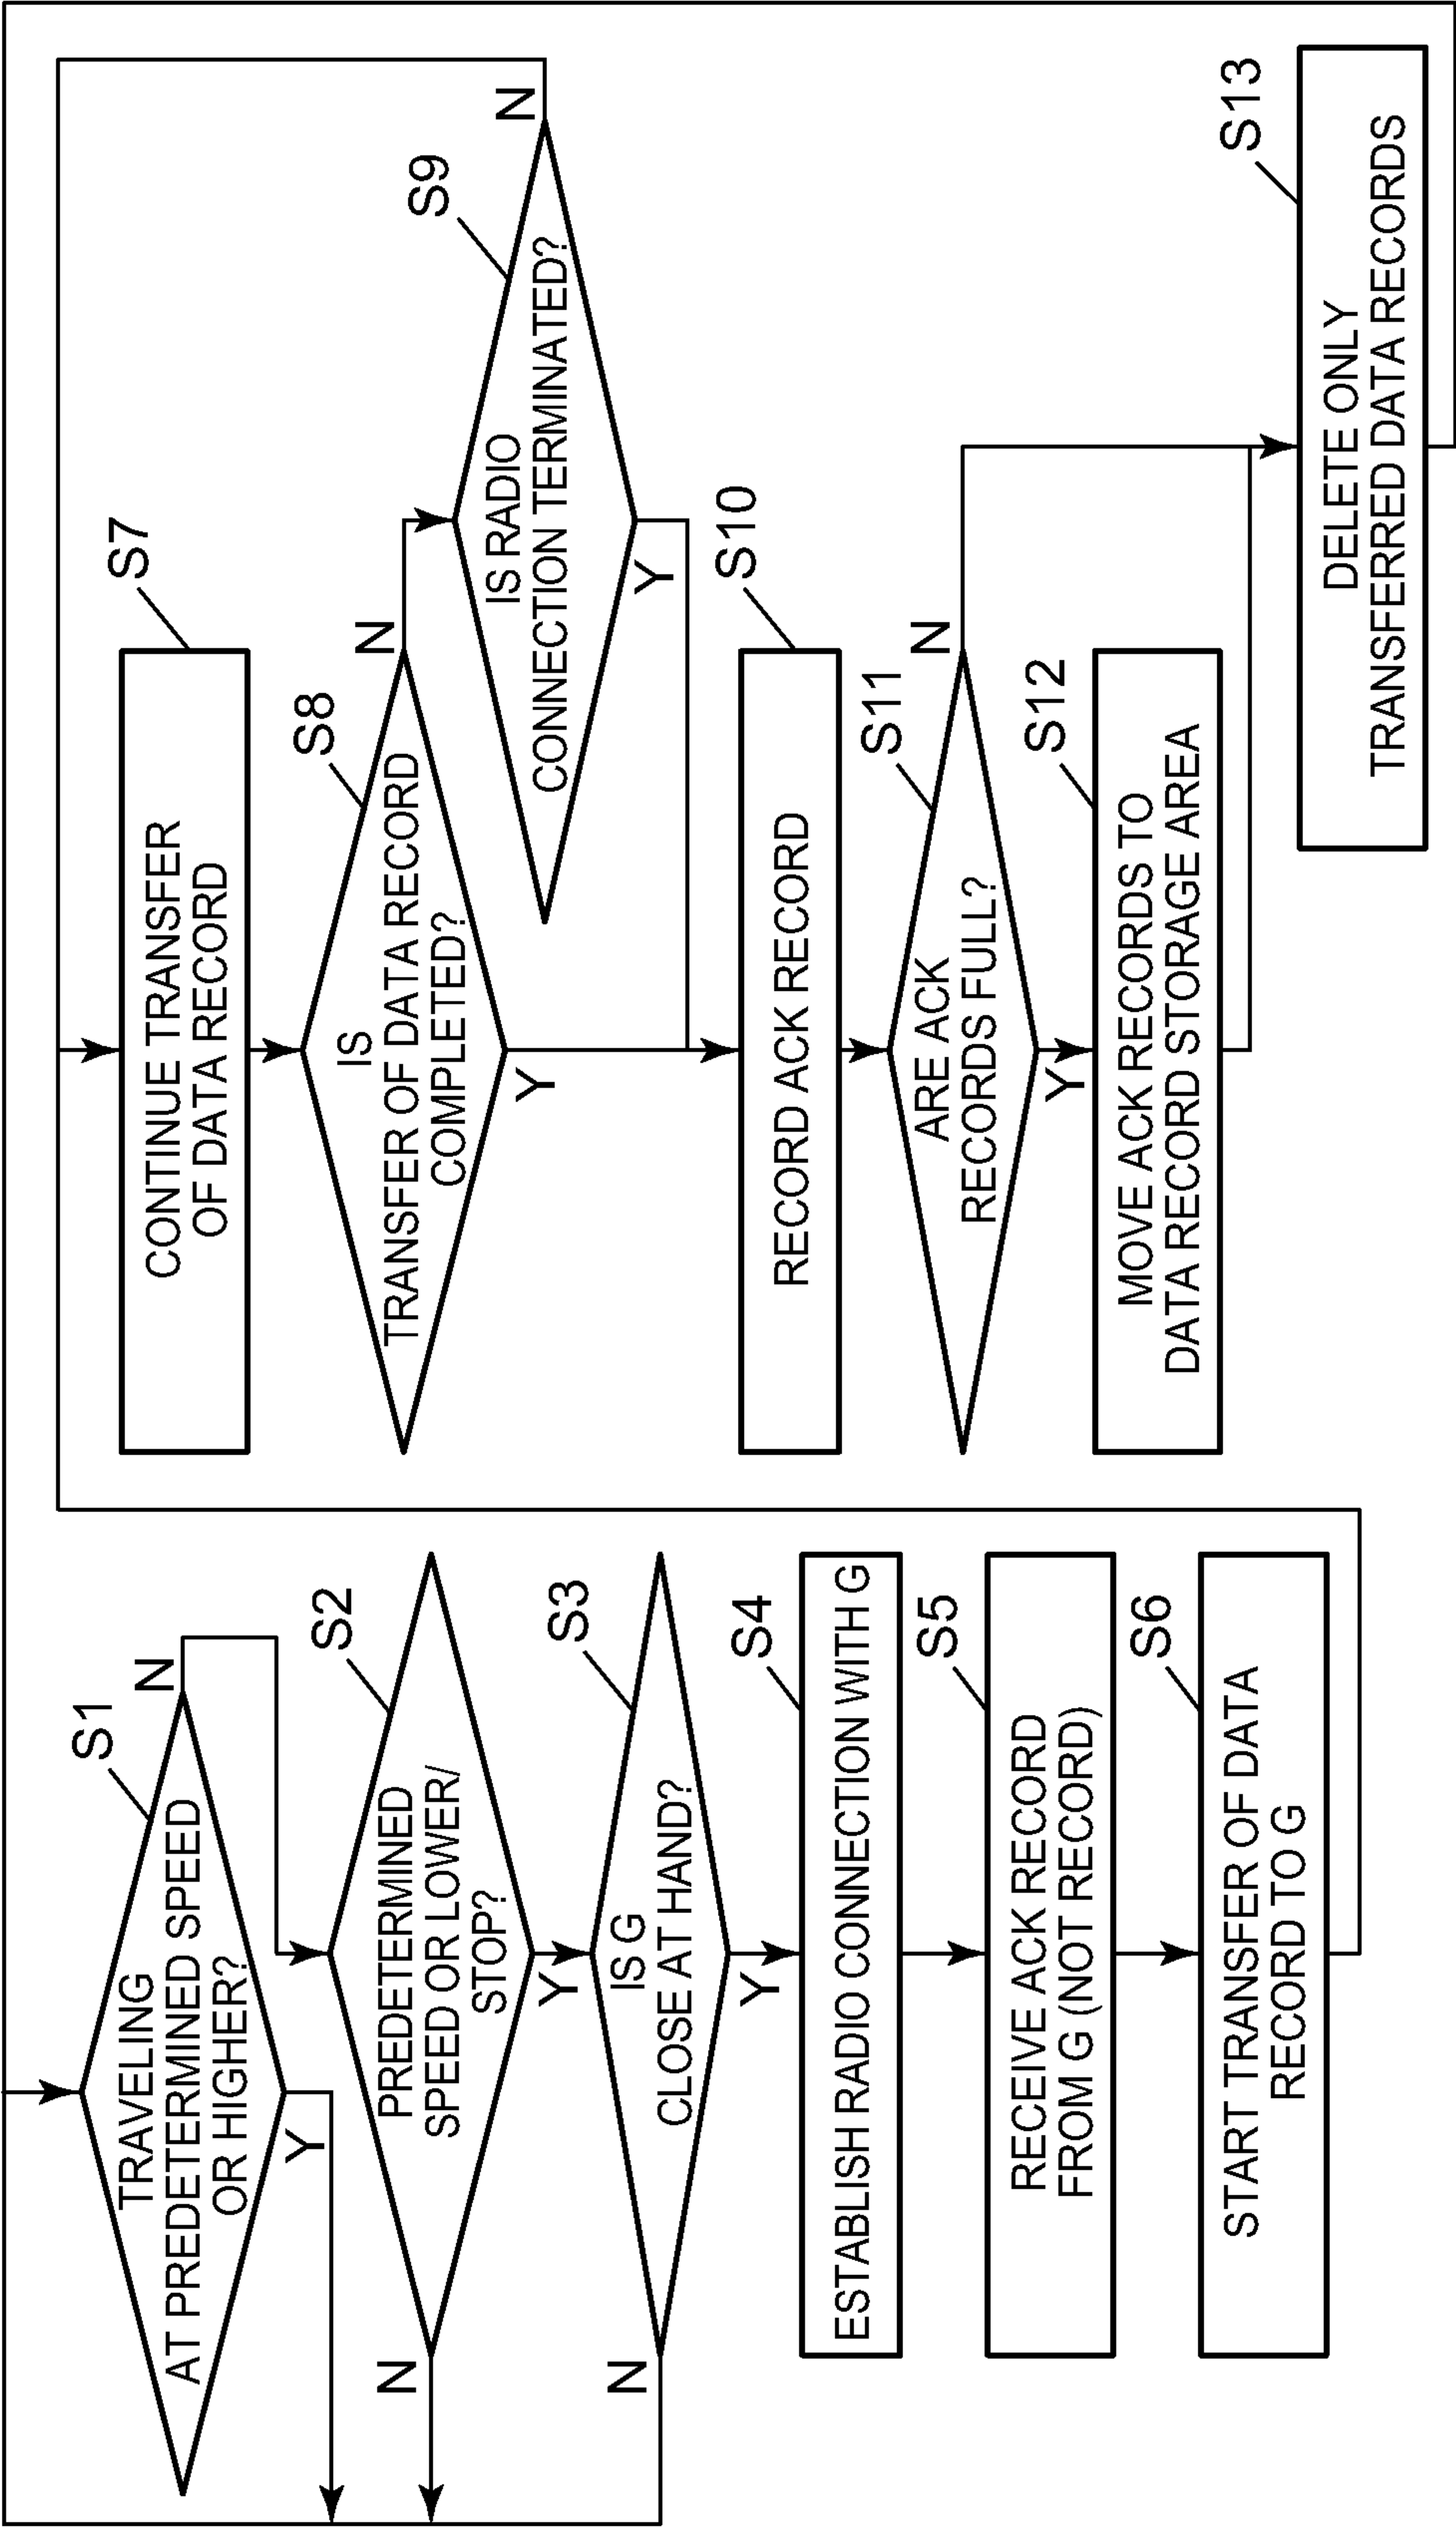 S1
TRAVELING
AT PREDETERMINED SPEED
OR HIGHER?
N
Y
S2
PREDETERMINED
SPEED OR LOWER/
STOP?
N
Y
S3
IS G
CLOSE AT HAND?
N
Y
S4
ESTABLISH RADIO CONNECTION WITH G
S5
RECEIVE ACK RECORD
FROM G (NOT RECORD)
S6
START TRANSFER OF DATA
RECORD TO G
S7
CONTINUE TRANSFER
OF DATA RECORD
S8
IS
TRANSFER OF DATA RECORD
COMPLETED?
N
Y
S9
IS RADIO
CONNECTION TERMINATED?
N
Y
S10
RECORD ACK RECORD
S11
ARE ACK
RECORDS FULL?
N
Y
S12
MOVE ACK RECORDS TO
DATA RECORD STORAGE AREA
S13
DELETE ONLY
TRANSFERRED DATA RECORDS